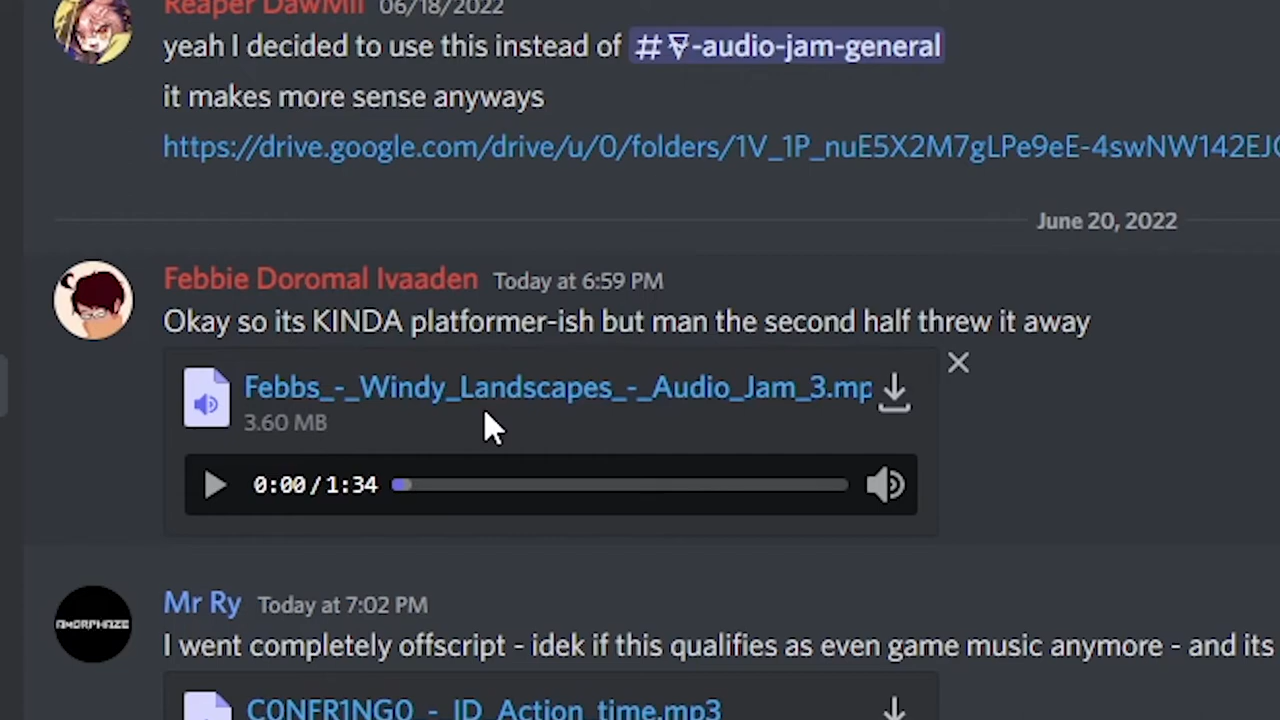 Reaper DawMill 06/18/2022
yeah I decided to use this instead of # -audio-jam-general
it makes more sense anyways
https://drive.google.com/drive/u/0/folders/1V_1P_nuE5X2M7gLPe9eE-4swNW142EJ
June 20, 2022
Febbie Doromal Ivaaden Today at 6:59 PM
Okay so its KINDA platformer-ish but man the second half threw it away
Febbs_-_Windy_Landscapes_-_Audio_Jam_3.mp
3.60 MB
0:00 / 1:34
AMORPHAZE
Mr Ry Today at 7:02 PM
I went completely offscript - idek if this qualifies as even game music anymore - and its
C0NFR1NG0_-_ID_Action_time.mp3